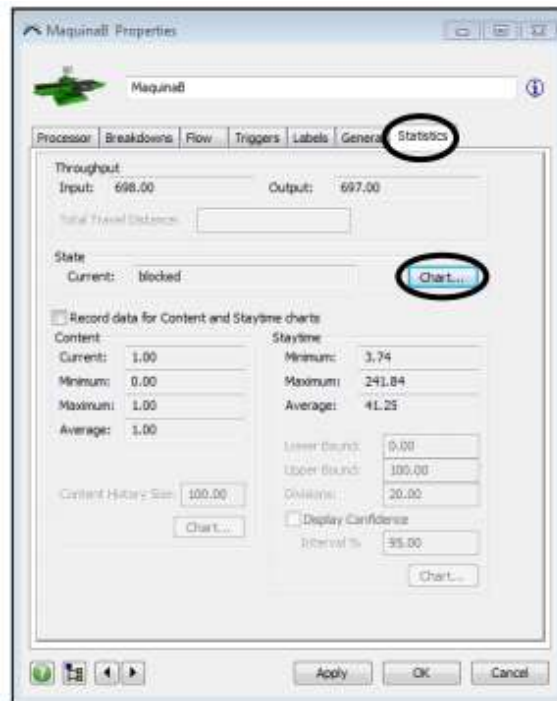 MaquinaB Properties
MaquinaB
Processor Breakdowns Flow Triggers Labels General Statistics
Throughput
Input: 698.00 Output: 697.00
Total Travel Distance:
State
Current: blocked Chart...
Record data for Content and Staytime charts
Content Staytime
Current: 1.00 Minimum: 3.74
Minimum: 0.00 Maximum: 241.84
Maximum: 1.00 Average: 41.25
Average: 1.00
Lower Bound: 0.00
Upper Bound: 100.00
Content History Size: 100.00 Divisions: 20.00
Chart... Display Confidence
Interval % 95.00
Chart...
Apply OK Cancel